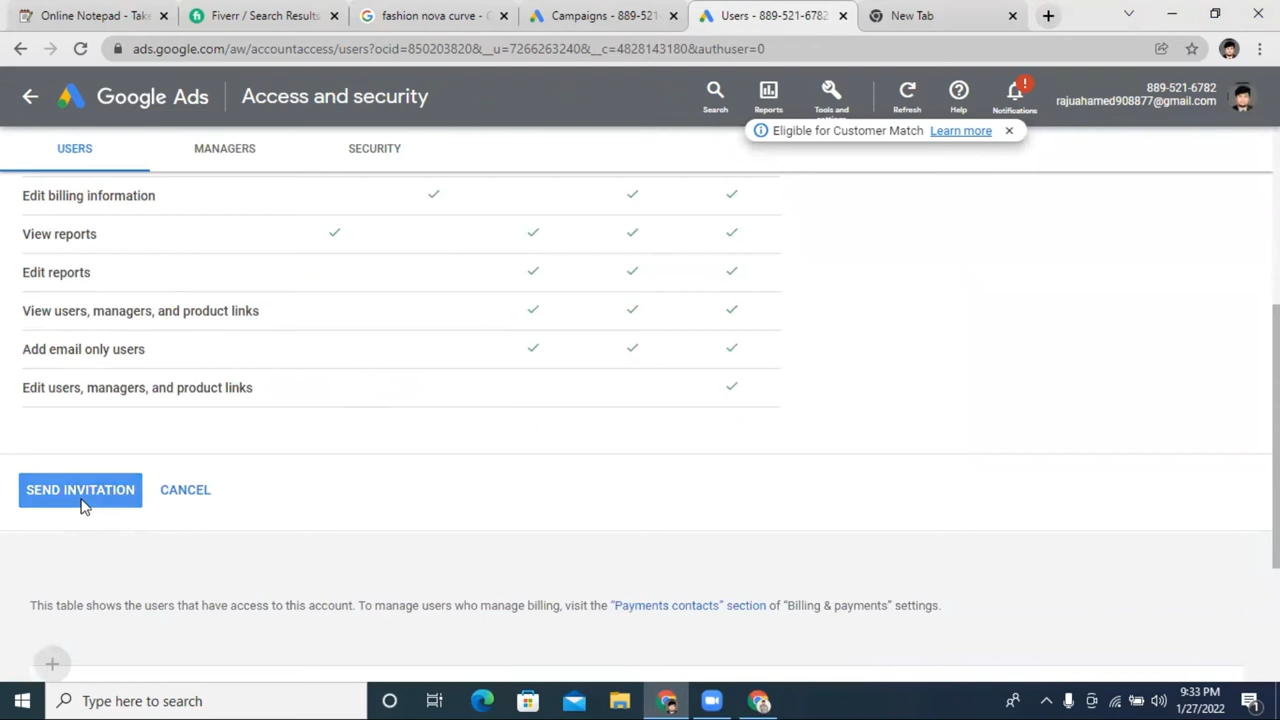 Online Notepad - Take
Fiverr / Search Results
fashion nova curve - G
Campaigns - 889-521
Users - 889-521-6782
New Tab
ads.google.com/aw/accountaccess/users?ocid=850203820&__u=7266263240&__c=4828143180&authuser=0
Google Ads
Access and security
Search
Reports
Tools and
Refresh
Help
Notifications
889-521-6782
rajuahamed908877@gmail.com
Eligible for Customer Match Learn more
USERS
MANAGERS
SECURITY
Edit billing information
View reports
Edit reports
View users, managers, and product links
Add email only users
Edit users, managers, and product links
SEND INVITATION
CANCEL
This table shows the users that have access to this account. To manage users who manage billing, visit the "Payments contacts" section of "Billing & payments" settings.
Type here to search
9:33 PM
1/27/2022
1